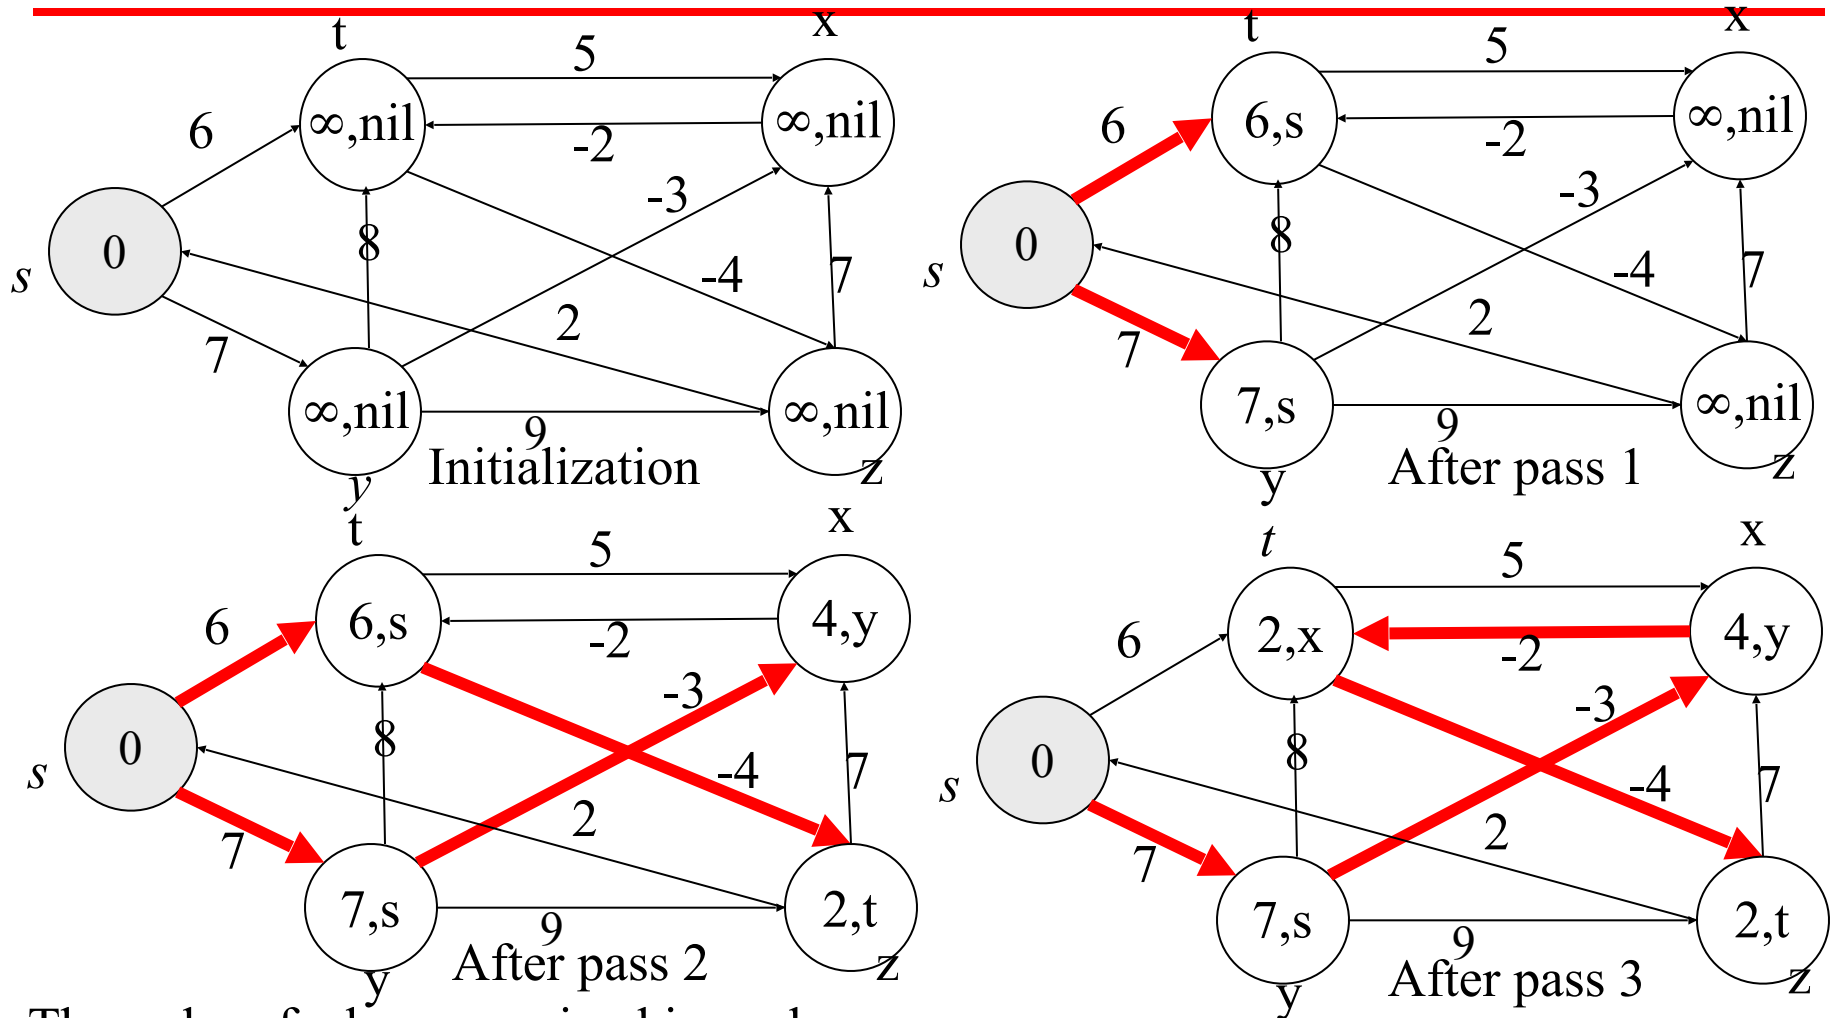 t
x
5
6
∞,nil
∞,nil
-2
-3
8
0
s
-4
7
2
7
∞,nil
∞,nil
9
Initialization
y
z
t
x
5
6
6,s
∞,nil
-2
-3
8
0
s
-4
7
2
7
7,s
∞,nil
9
After pass 1
y
z
t
x
5
6
6,s
4,y
-2
-3
8
0
s
-4
7
2
7
7,s
2,t
9
After pass 2
y
z
t
x
5
6
2,x
4,y
-2
-3
8
0
s
-4
7
2
7
7,s
2,t
9
After pass 3
y
z